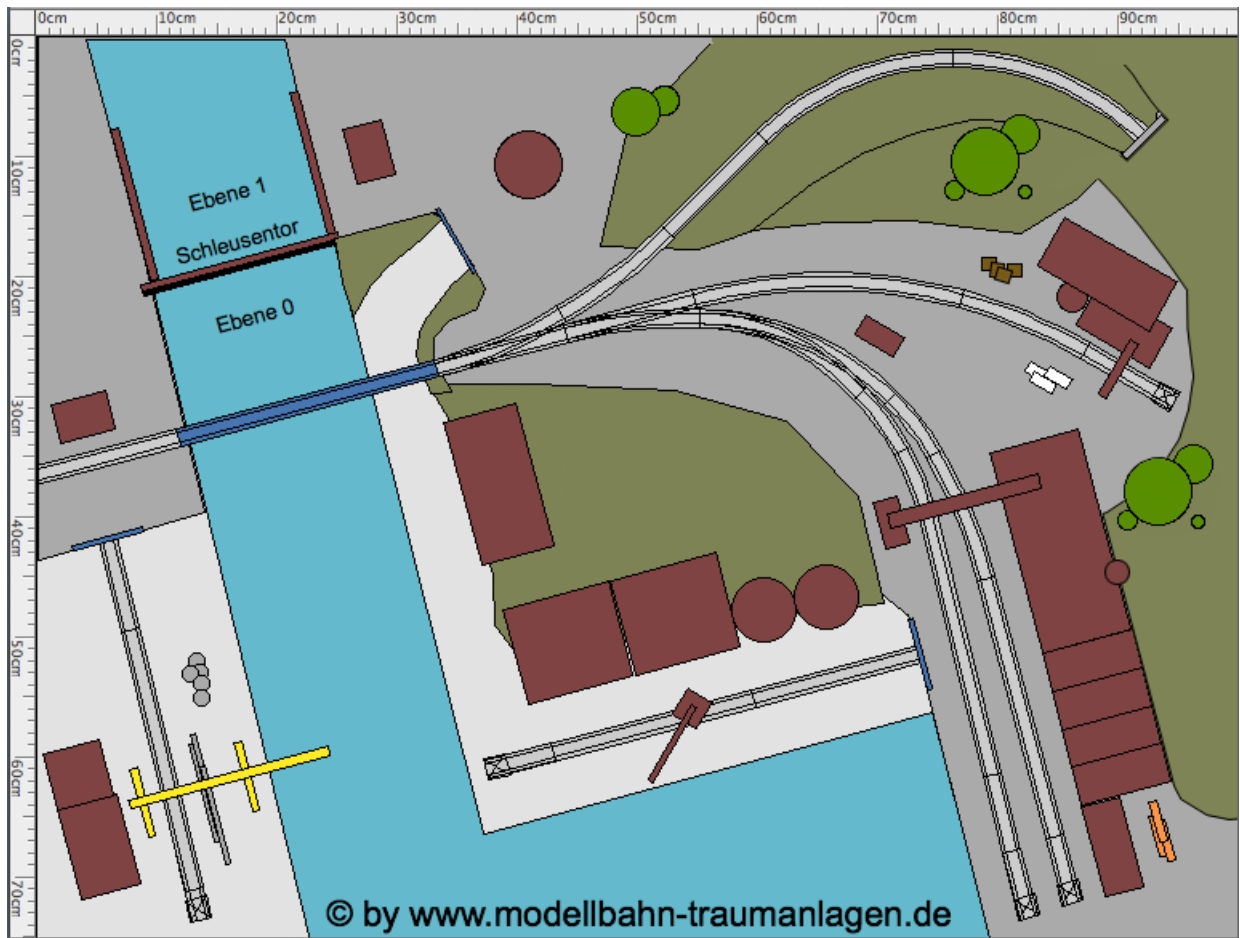 0cm 10cm 20cm 30cm 40cm 50cm 60cm 70cm 80cm 90cm
0cm
10cm
20cm
30cm
40cm
50cm
60cm
70cm
Ebene 1
Schleusentor
Ebene 0
© by www.modellbahn-traumanlagen.de